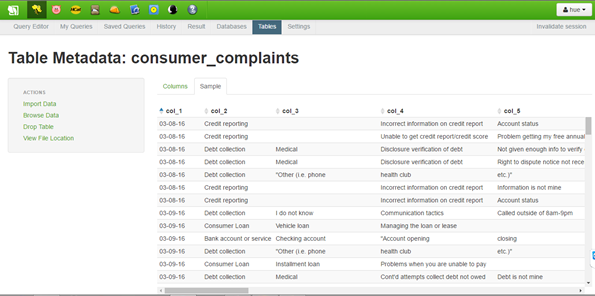 hue
Query Editor My Queries Saved Queries History Result Databases Tables Settings Invalidate session
Table Metadata: consumer_complaints
ACTIONS
Import Data
Browse Data
Drop Table
View File Location
Columns Sample
col_1 col_2 col_3 col_4 col_5
03-08-16 Credit reporting Incorrect information on credit report Account status
03-08-16 Credit reporting Unable to get credit report/credit score Problem getting my free annual
03-08-16 Debt collection Medical Disclosure verification of debt Not given enough info to verify
03-08-16 Debt collection Medical Disclosure verification of debt Right to dispute notice not rece
03-08-16 Debt collection "Other (i.e. phone health club etc.)"
03-08-16 Credit reporting Incorrect information on credit report Information is not mine
03-08-16 Credit reporting Incorrect information on credit report Account status
03-09-16 Debt collection I do not know Communication tactics Called outside of 8am-9pm
03-09-16 Consumer Loan Vehicle loan Managing the loan or lease
03-09-16 Bank account or service Checking account "Account opening closing
03-09-16 Debt collection "Other (i.e. phone health club etc.)"
03-09-16 Consumer Loan Installment loan Problems when you are unable to pay
03-09-16 Debt collection Medical Cont'd attempts collect debt not owed Debt is not mine